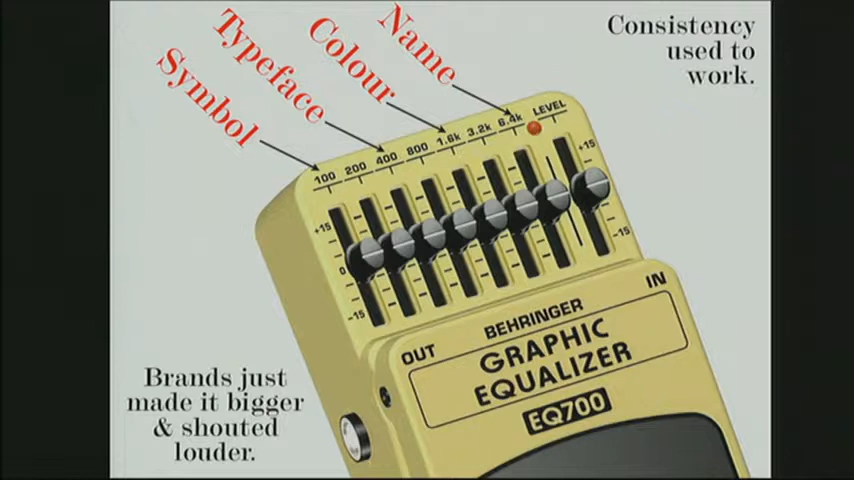 Symbol
Typeface
Colour
Name
Consistency
used to
work.
100 200 400 800 1.6k 3.2k 6.4k LEVEL
+15
0
-15
+15
-15
OUT
IN
BEHRINGER
GRAPHIC
EQUALIZER
EQ700
Brands just
made it bigger
& shouted
louder.